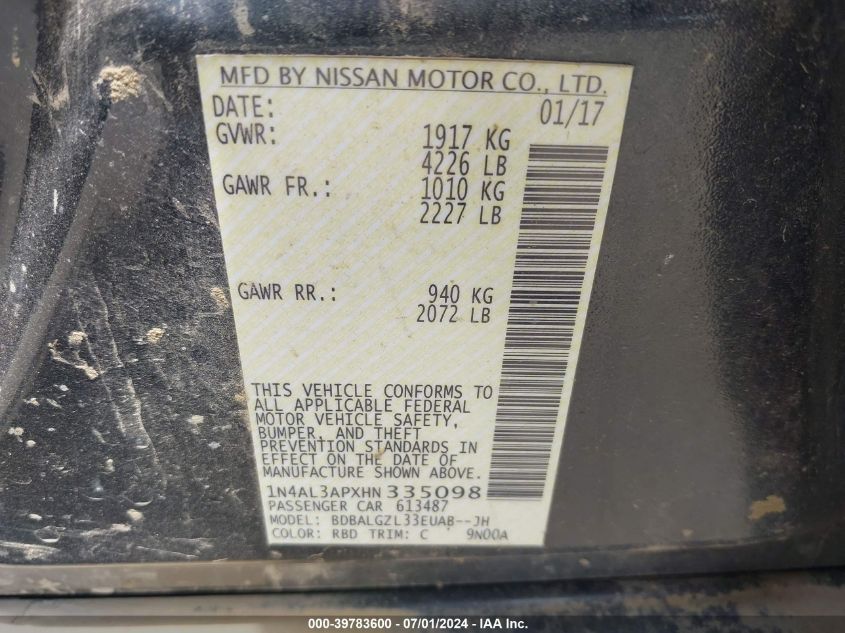 MFD BY NISSAN MOTOR CO., LTD.
DATE: 01/17
GVWR: 1917 KG
4226 LB
GAWR FR.: 1010 KG
2227 LB
GAWR RR.: 940 KG
2072 LB
THIS VEHICLE CONFORMS TO
ALL APPLICABLE FEDERAL
MOTOR VEHICLE SAFETY,
BUMPER, AND THEFT
PREVENTION STANDARDS IN
EFFECT ON THE DATE OF
MANUFACTURE SHOWN ABOVE.
1N4AL3APXHN335098
PASSENGER CAR 613487
MODEL: BDBALGZL33EUAB--JH
COLOR: RBD TRIM: C 9N00A
000-39783600 - 07/01/2024 - IAA Inc.